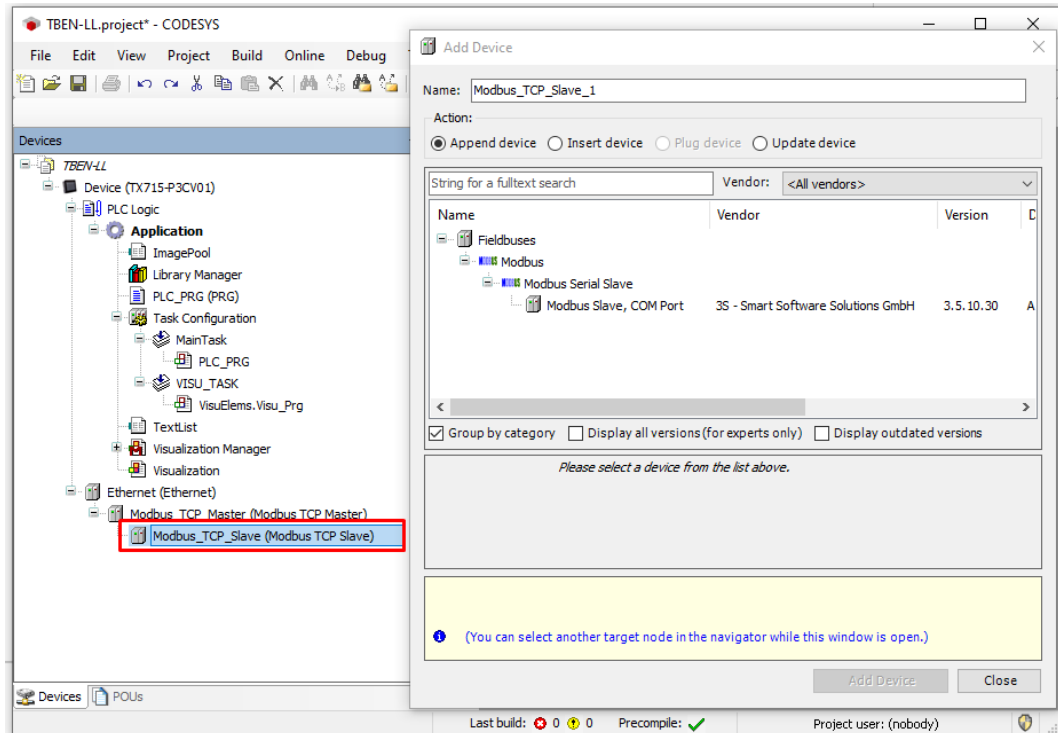 TBEN-LL.project* - CODESYS
File Edit View Project Build Online Debug
Devices
TBEN-LL
Device (TX715-P3CV01)
PLC Logic
Application
ImagePool
Library Manager
PLC_PRG (PRG)
Task Configuration
MainTask
PLC_PRG
VISU_TASK
VisuElems.Visu_Prg
TextList
Visualization Manager
Visualization
Ethernet (Ethernet)
Modbus_TCP_Master (Modbus TCP Master)
Modbus_TCP_Slave (Modbus TCP Slave)
Devices POUs
Add Device
Name: Modbus_TCP_Slave_1
Action:
Append device Insert device Plug device Update device
String for a fulltext search Vendor: <All vendors>
Name Vendor Version
Fieldbuses
Modbus
Modbus Serial Slave
Modbus Slave, COM Port 3S - Smart Software Solutions GmbH 3.5.10.30 A
Group by category Display all versions (for experts only) Display outdated versions
Please select a device from the list above.
(You can select another target node in the navigator while this window is open.)
Add Device Close
Last build: 0 0 Precompile: Project user: (nobody)